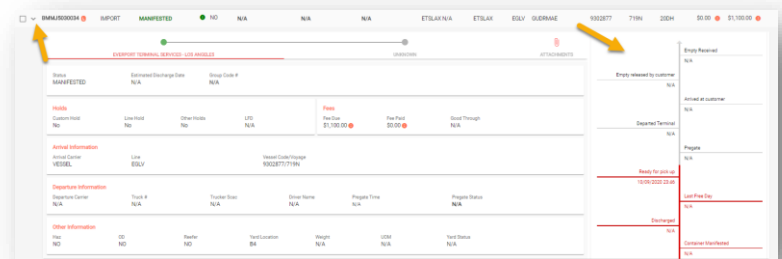 BMMU5030034 IMPORT MANIFESTED NO N/A N/A N/A ETSLAX N/A ETSLAX EGLV GUDRMAE 9302877 719N 20DH $0.00 $1,100.00
EVERPORT TERMINAL SERVICES- LOS ANGELES UNKNOWN ATTACHMENTS
Status Estimated Discharge Date Group Code #
MANIFESTED N/A N/A
Holds
Custom Hold Line Hold Other Holds LFD
No No No N/A
Fees
Fee Due Fee Paid Good Through
$1,100.00 $0.00 N/A
Arrival Information
Arrival Carrier Line Vessel Code/Voyage
VESSEL EGLV 9302877/719N
Departure Information
Departure Carrier Truck # Trucker Scac Driver Name Pregate Time Pregate Status
N/A N/A N/A N/A N/A N/A
Other Information
Haz OD Reefer Yard Location Weight UOM Yard Status
NO NO NO B4 N/A N/A N/A
Empty Received
N/A
Empty released by customer
N/A
Arrived at customer
N/A
Departed Terminal
N/A
Pregate
N/A
Ready for pick up
10/09/2020 23:46
Last Free Day
N/A
Discharged
N/A
Container Manifested
N/A